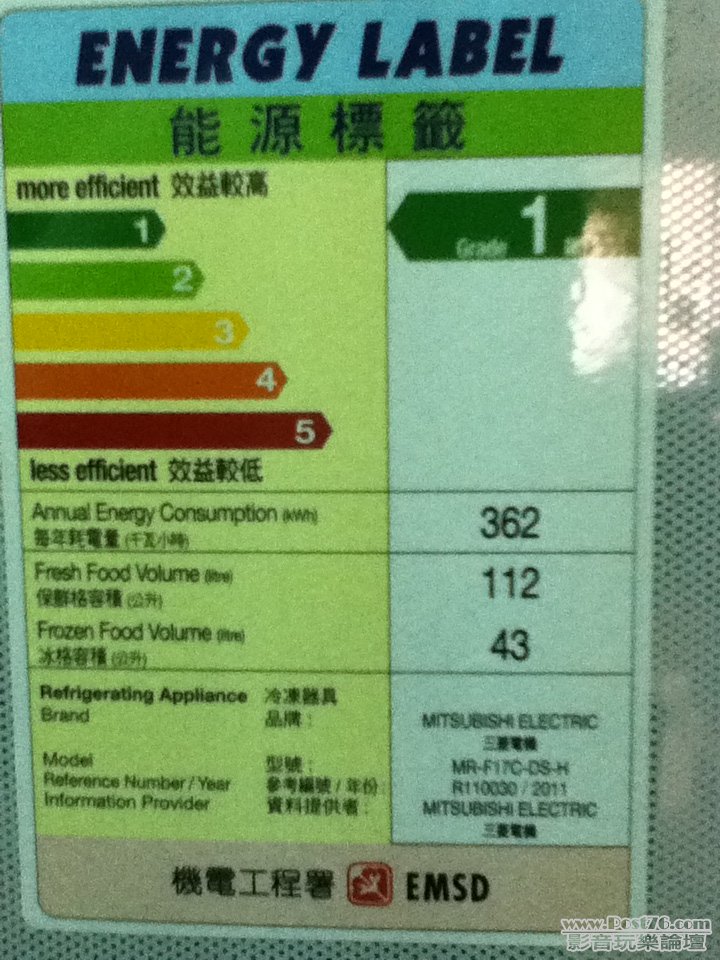 ENERGY LABEL
能源標籤
more efficient 效益較高
1
2
3
4
5
Grade 1
less efficient 效益較低
Annual Energy Consumption (kWh) 362
每年耗電量 (千瓦小時)
Fresh Food Volume (litre) 112
保鮮格容積 (公升)
Frozen Food Volume (litre) 43
冰格容積 (公升)
Refrigerating Appliance 冷凍器具
Brand 品牌： MITSUBISHI ELECTRIC
三菱電機
Model 型號： MR-F17C-DS-H
Reference Number / Year 參考編號 / 年份： R110030 / 2011
Information Provider 資料提供者： MITSUBISHI ELECTRIC
三菱電機
機電工程署 EMSD
www.Post76.com
影音玩樂論壇